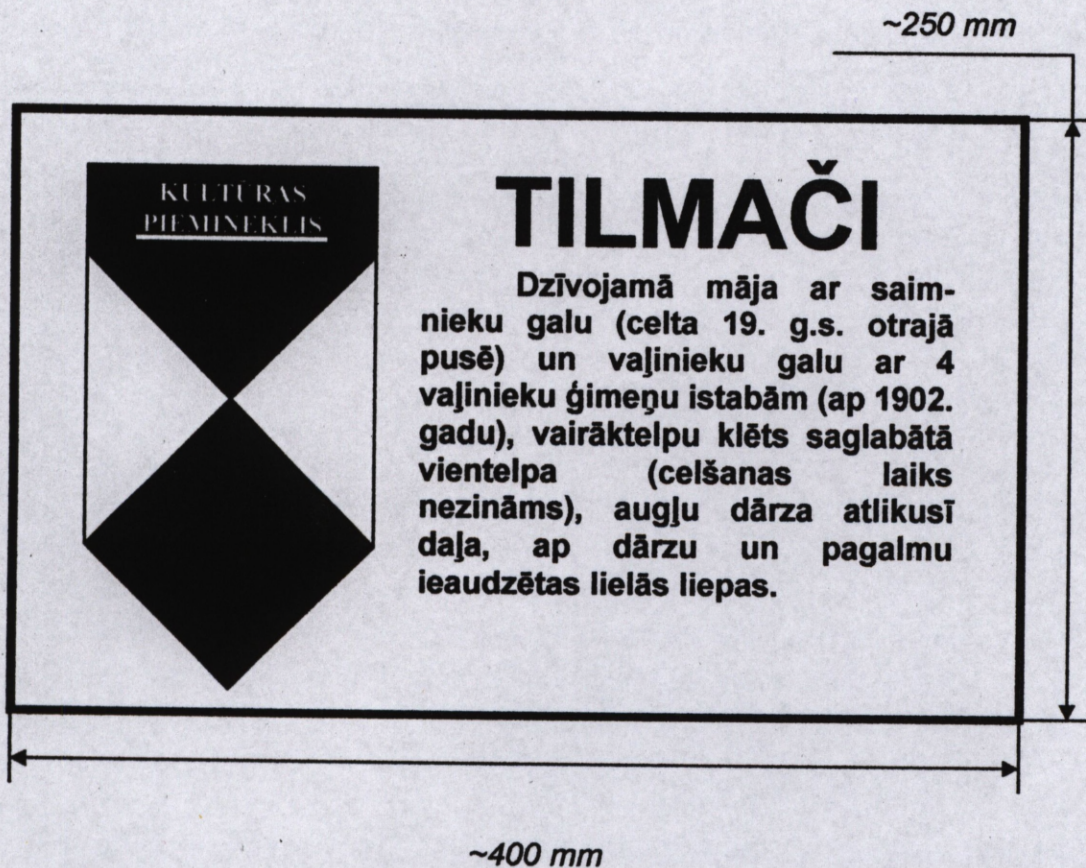 ~250 mm
KULTŪRAS
PIEMINEKLIS
TILMAČI
Dzīvojamā māja ar saim-
nieku galu (celta 19. g.s. otrajā
pusē) un vaļinieku galu ar 4
vaļinieku ģimeņu istabām (ap 1902.
gadu), vairāktelpu klēts saglabātā
vientelpa (celšanas laiks
nezināms), augļu dārza atlikusī
daļa, ap dārzu un pagalmu
ieaudzētas lielās liepas.
~400 mm